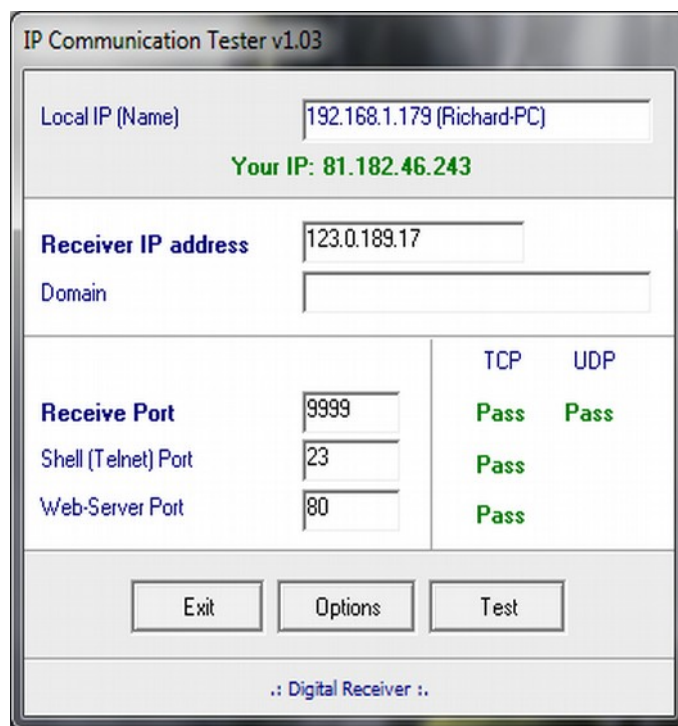 IP Communication Tester v1.03
Local IP (Name) 192.168.1.179 (Richard-PC)
Your IP: 81.182.46.243
Receiver IP address 123.0.189.17
Domain
TCP UDP
Receive Port 9999 Pass Pass
Shell (Telnet) Port 23 Pass
Web-Server Port 80 Pass
Exit Options Test
.: Digital Receiver :.